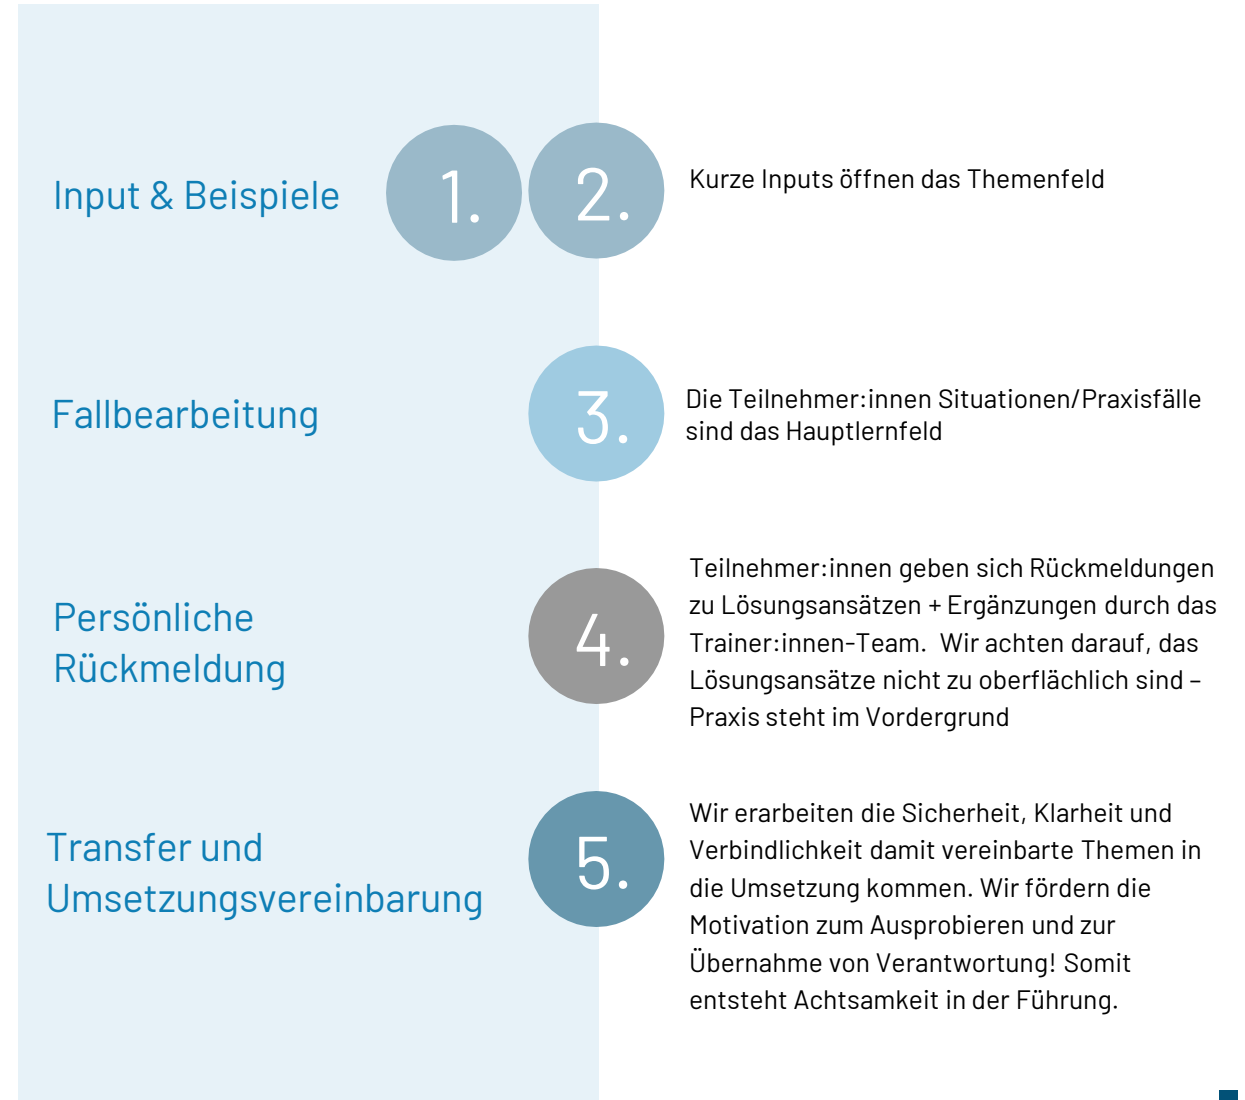 Input & Beispiele
1.
2.
Kurze Inputs öffnen das Themenfeld
Fallbearbeitung
3.
Die Teilnehmer:innen Situationen/Praxisfälle
sind das Hauptlernfeld
Persönliche
Rückmeldung
4.
Teilnehmer:innen geben sich Rückmeldungen
zu Lösungsansätzen + Ergänzungen durch das
Trainer:innen-Team.  Wir achten darauf, das
Lösungsansätze nicht zu oberflächlich sind –
Praxis steht im Vordergrund
Transfer und
Umsetzungsvereinbarung
5.
Wir erarbeiten die Sicherheit, Klarheit und
Verbindlichkeit damit vereinbarte Themen in
die Umsetzung kommen. Wir fördern die
Motivation zum Ausprobieren und zur
Übernahme von Verantwortung! Somit
entsteht Achtsamkeit in der Führung.